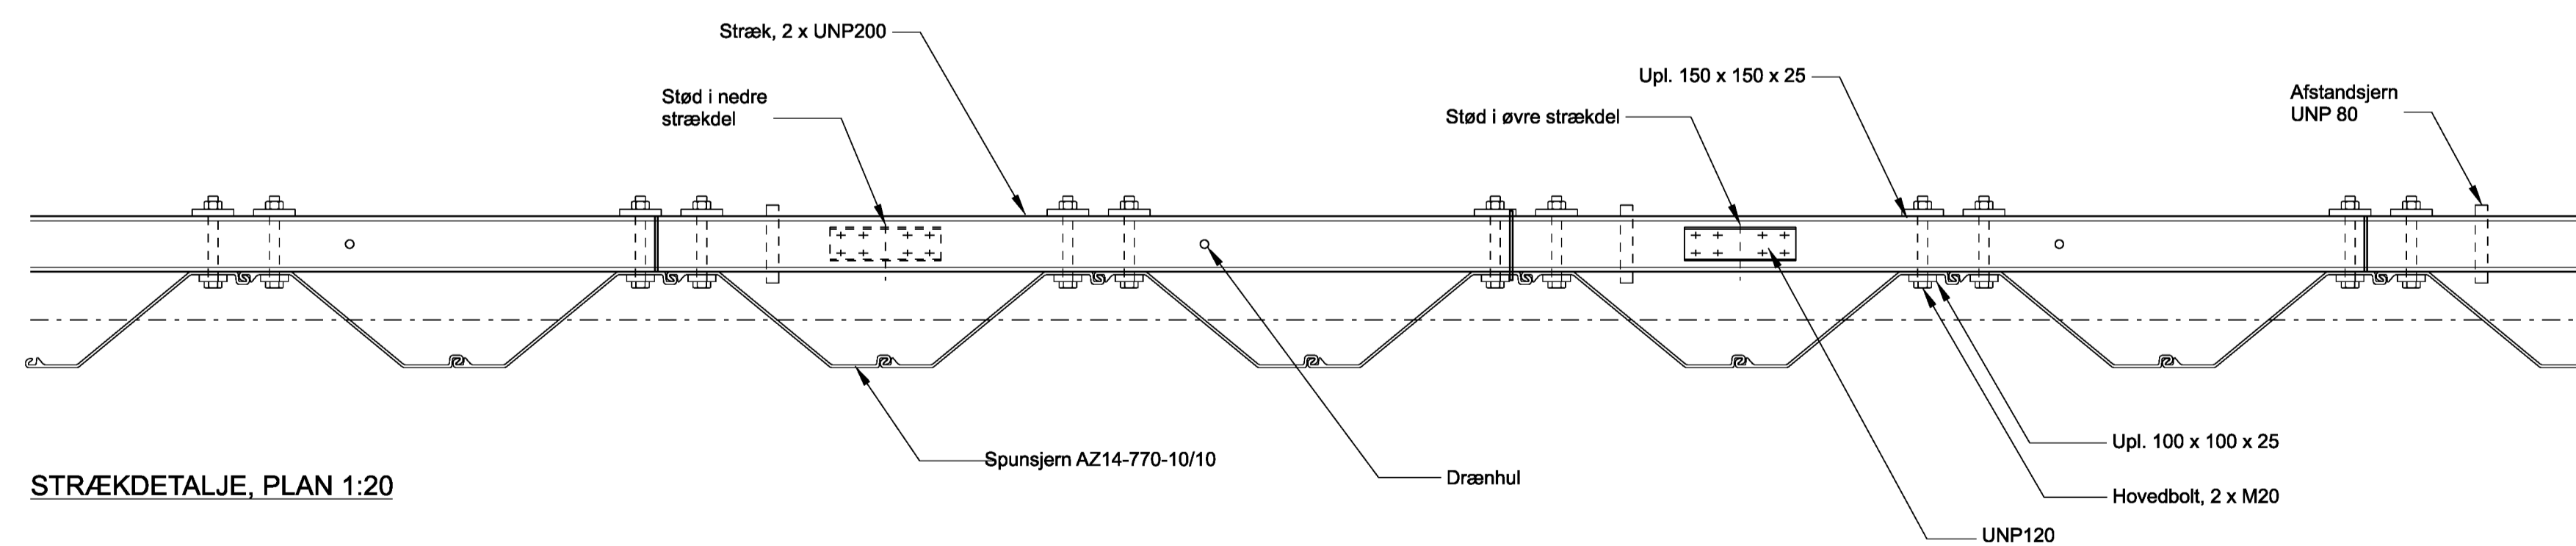 Stræk, 2 x UNP200
Upl. 150 x 150 x 25
Stød i nedre
strækdel
Stød i øvre strækdel
Afstandsjern
UNP 80
Spunsjern AZ14-770-10/10
Drænhul
Upl. 100 x 100 x 25
Hovedbolt, 2 x M20
UNP120
STRÆKDETALJE, PLAN 1:20